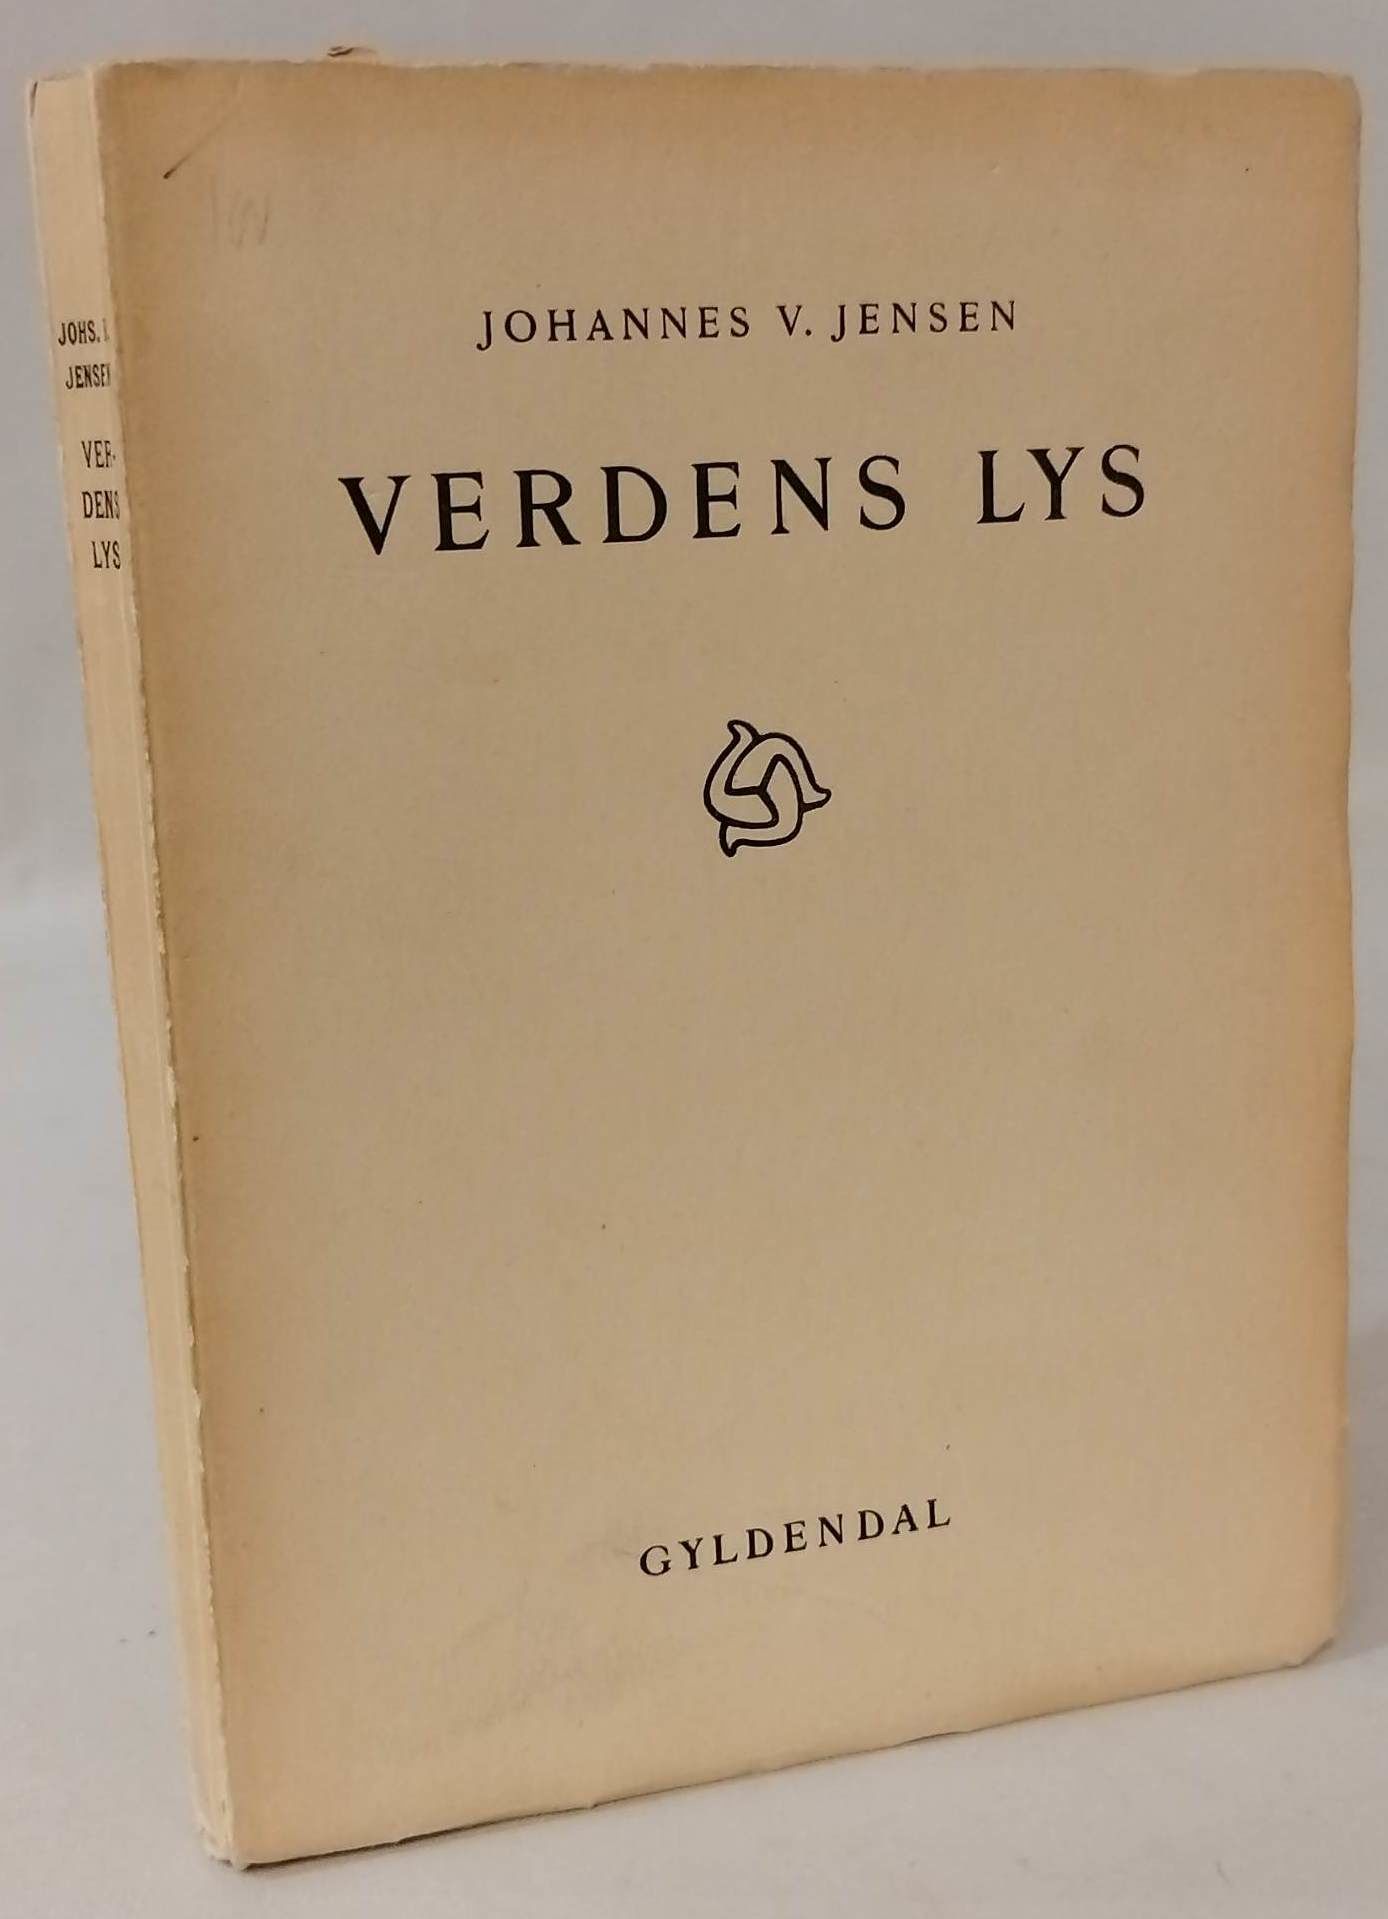 JOHANNES V. JENSEN
VERDENS LYS
GYLDENDAL
JOHS.
JENSEN
VER-
DENS
LYS